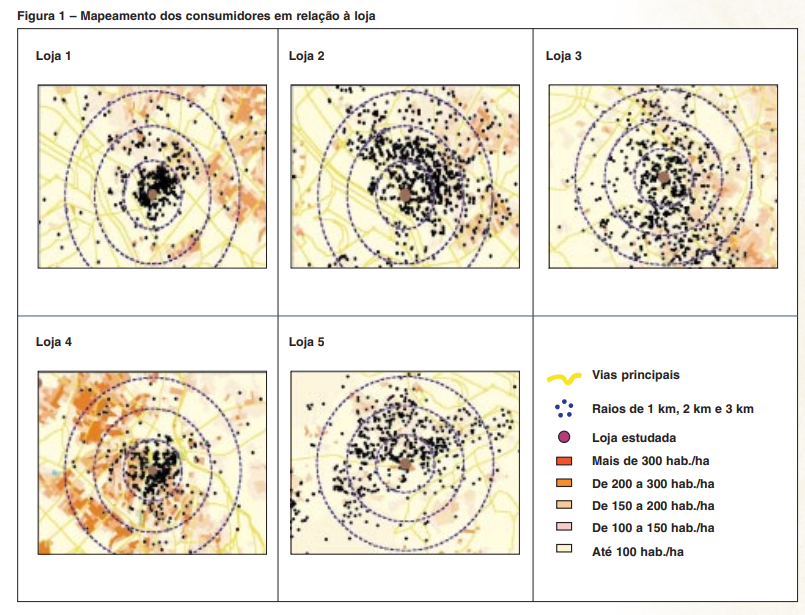 Figura 1 – Mapeamento dos consumidores em relação à loja
Loja 1
Loja 2
Loja 3
Loja 4
Loja 5
Vias principais
Raios de 1 km, 2 km e 3 km
Loja estudada
Mais de 300 hab./ha
De 200 a 300 hab./ha
De 150 a 200 hab./ha
De 100 a 150 hab./ha
Até 100 hab./ha